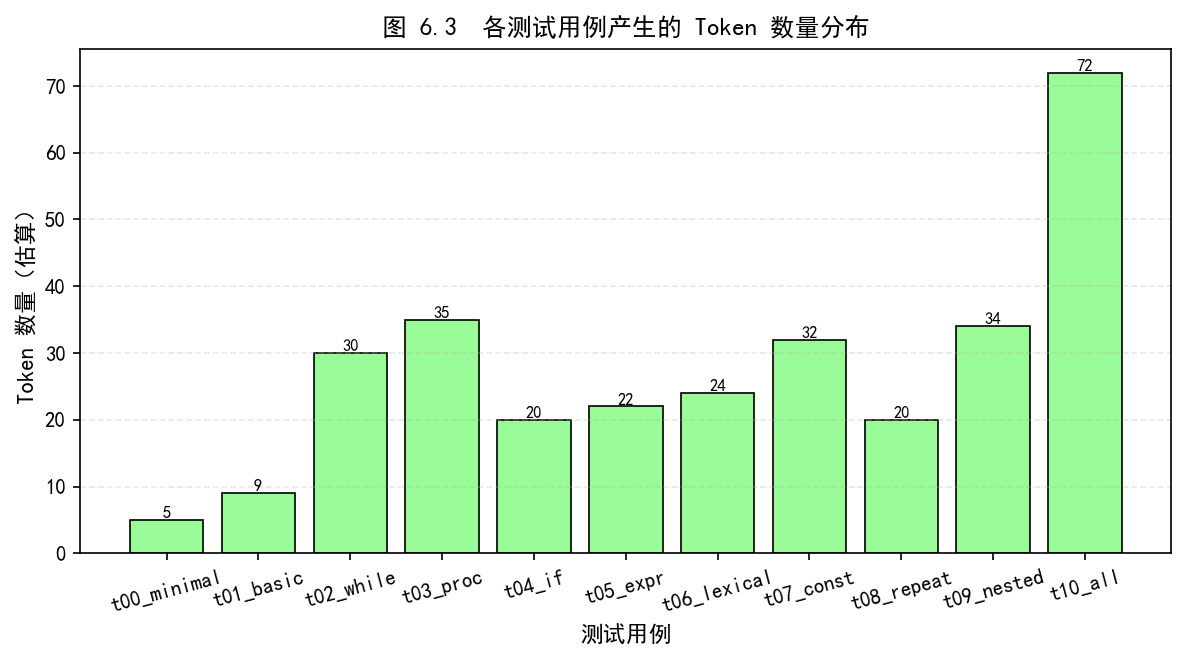 图 6.3  各测试用例产生的 Token 数量分布
Token 数量（估算）
70
60
50
40
30
20
10
0
5
9
30
35
20
22
24
32
20
34
72
t00_minimal
t01_basic
t02_while
t03_proc
t04_if
t05_expr
t06_lexical
t07_const
t08_repeat
t09_nested
t10_all
测试用例